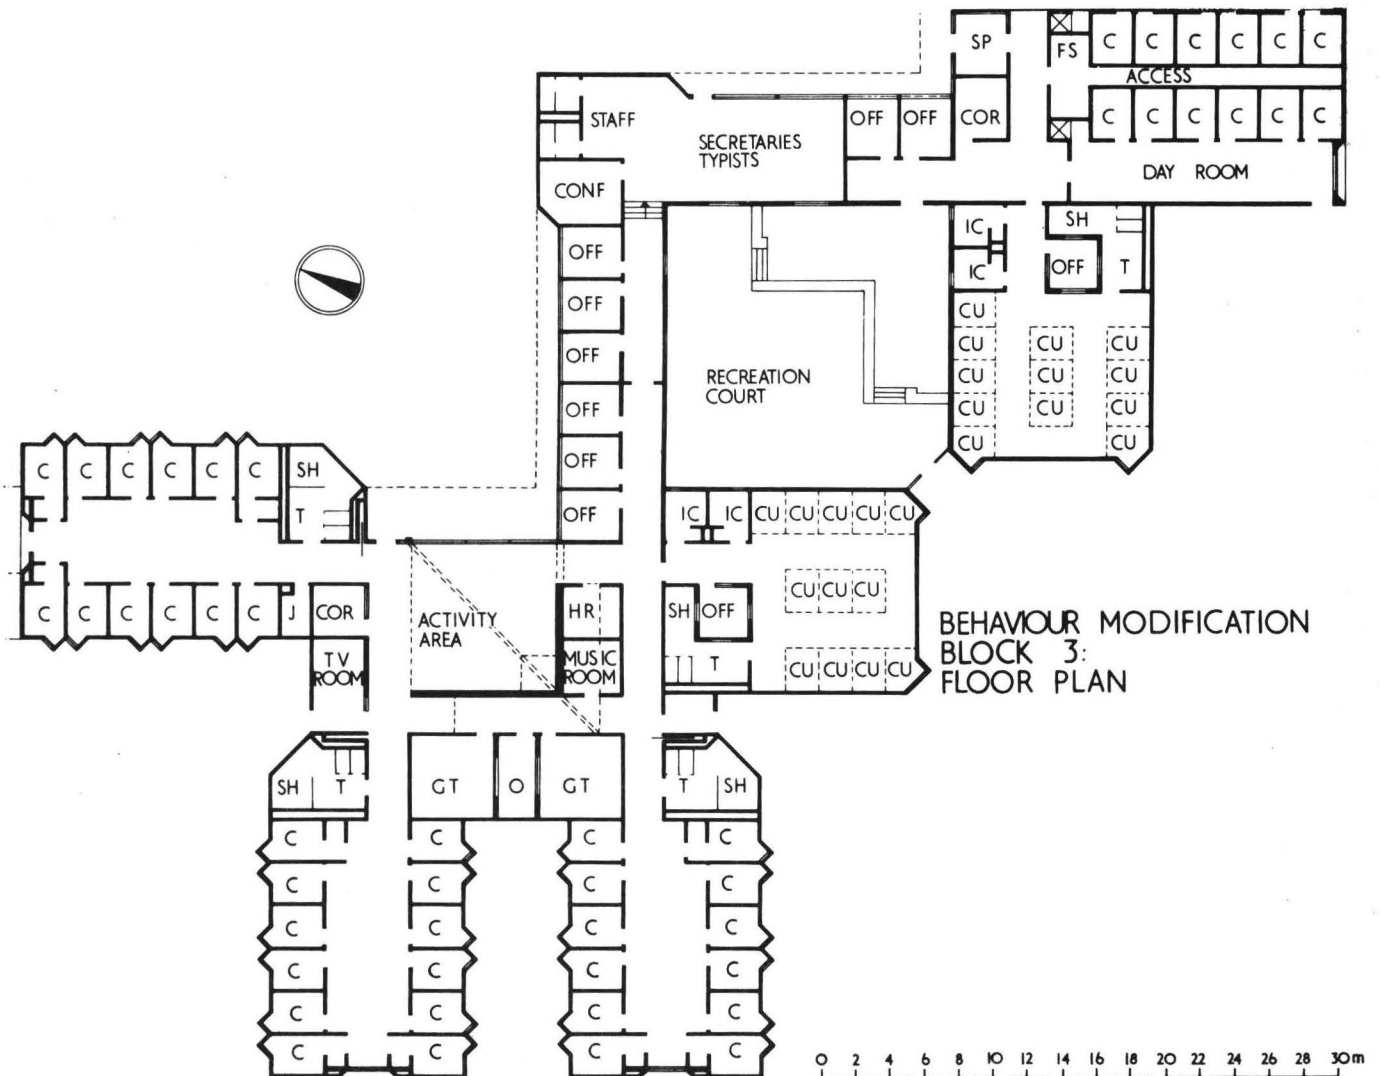 SP
FS
C C C C C C
ACCESS
STAFF
SECRETARIES
TYPISTS
OFF OFF
COR
C C C C C C
CONF
DAY ROOM
IC
SH
OFF
IC
OFF
T
OFF
CU
CU CU CU
OFF
RECREATION
COURT
CU CU CU
OFF
CU CU CU
OFF
CU CU
C C C C C C
SH
OFF
IC IC CU CU CU CU CU
T
CU CU CU
C C C C C C
J
COR
ACTIVITY
AREA
HR
SH
OFF
TV
ROOM
MUSIC
ROOM
T
CU CU CU CU
BEHAVIOUR MODIFICATION
BLOCK 3:
FLOOR PLAN
SH T
GT O GT
T SH
C C C C
C C C C
C C C C
C C C C
C C C C
C C C C
0 2 4 6 8 10 12 14 16 18 20 22 24 26 28 30m